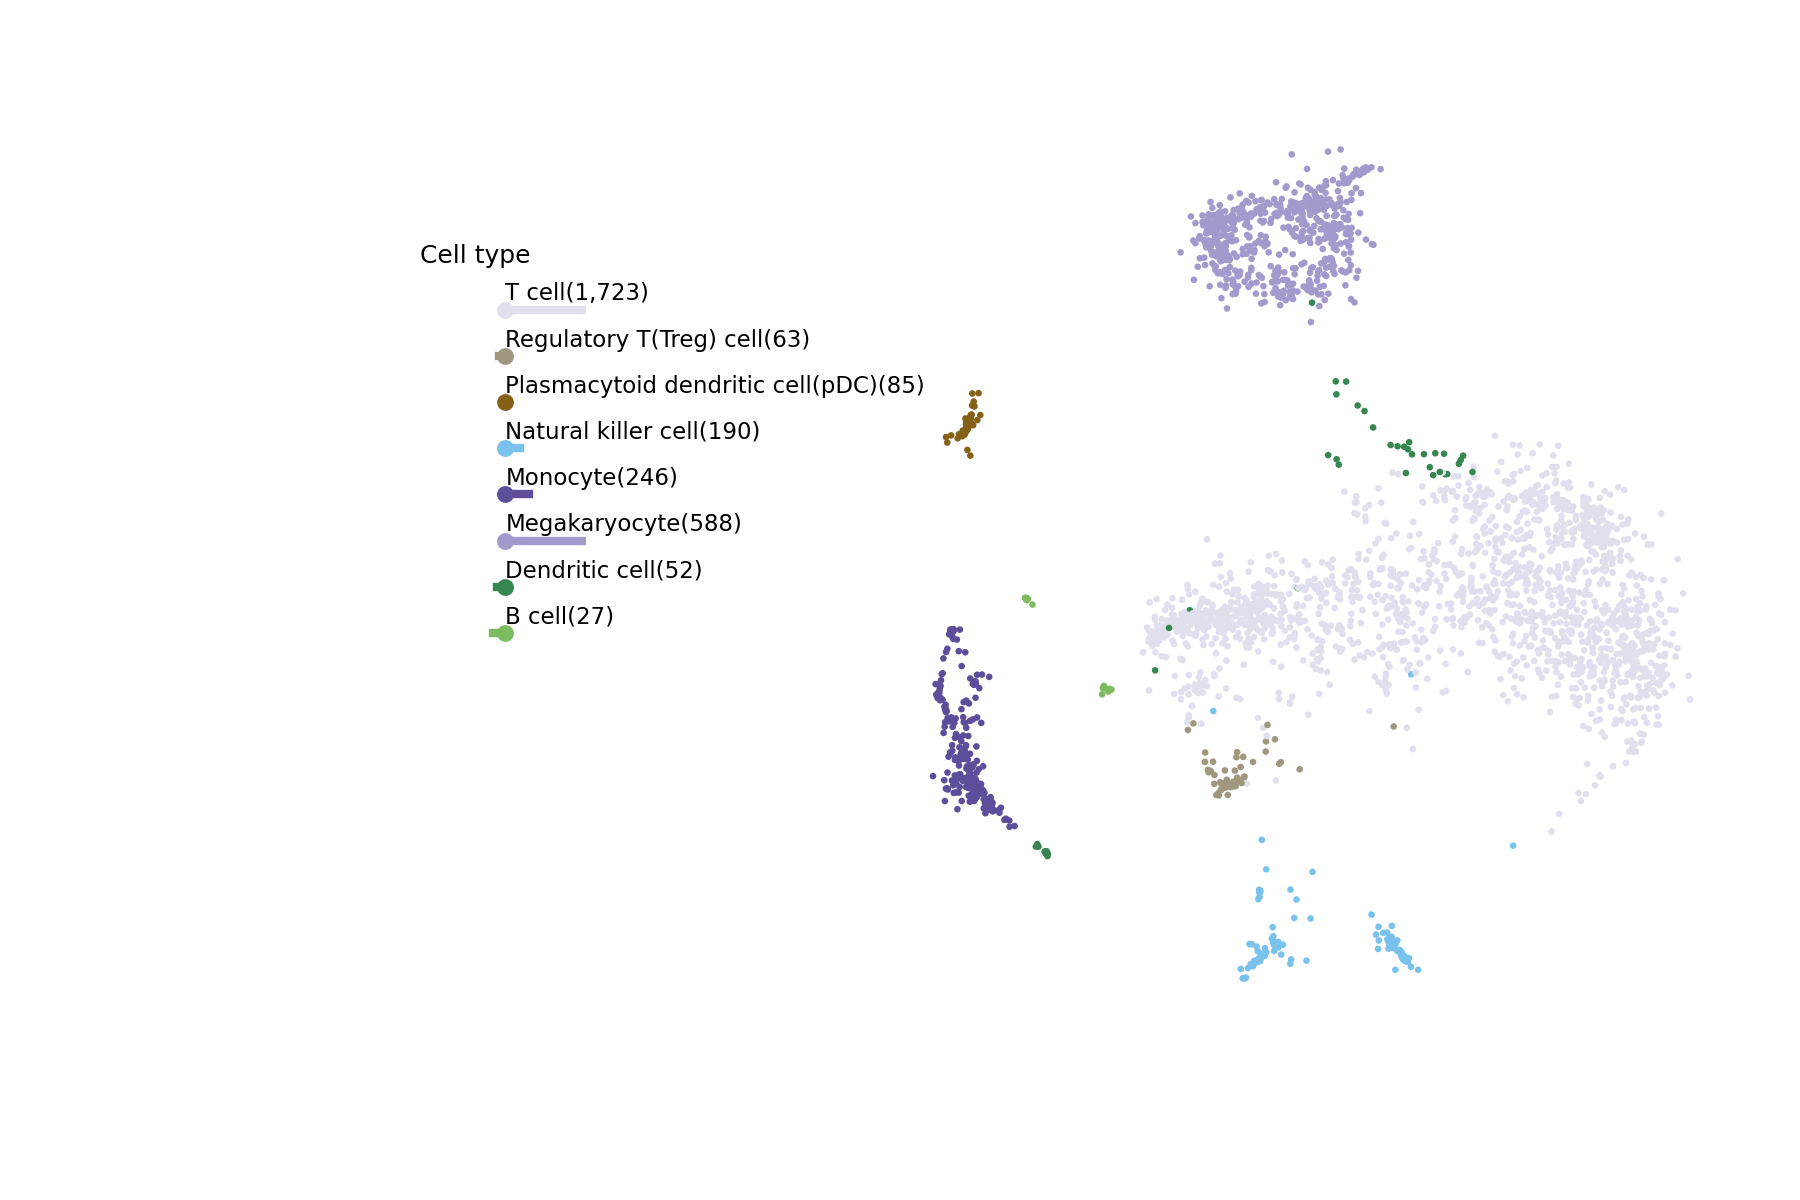 Cell type
T cell(1,723)
Regulatory T(Treg) cell(63)
Plasmacytoid dendritic cell(pDC)(85)
Natural killer cell(190)
Monocyte(246)
Megakaryocyte(588)
Dendritic cell(52)
B cell(27)